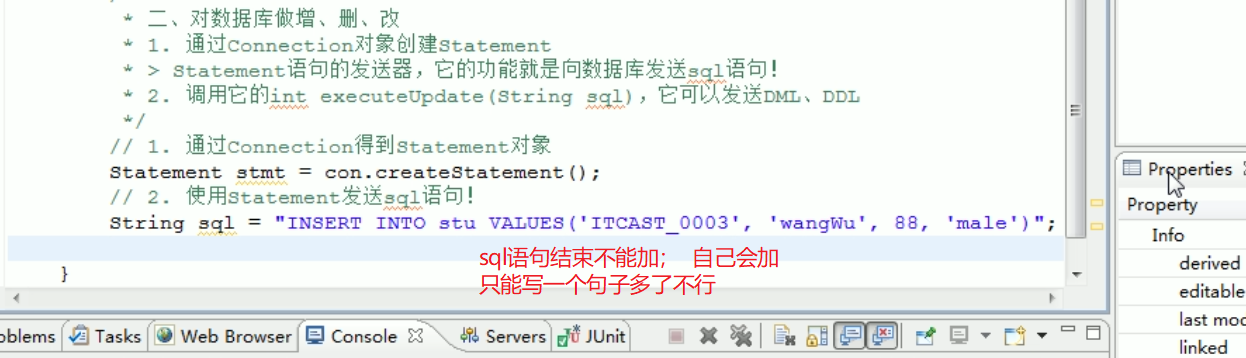 * 二、对数据库做增、删、改
* 1. 通过Connection对象创建Statement
* > Statement语句的发送器，它的功能就是向数据库发送sql语句!
* 2. 调用它的int executeUpdate(String sql)，它可以发送DML、DDL
*/
// 1. 通过Connection得到Statement对象
Statement stmt = con.createStatement();
// 2. 使用Statement发送sql语句!
String sql = "INSERT INTO stu VALUES('ITCAST_0003', 'wangWu', 88, 'male')";
sql语句结束不能加； 自己会加
只能写一个句子多了不行
}
Properties
Property
Info
derived
editable
last mod
linked
oblems Tasks Web Browser Console Servers JUnit